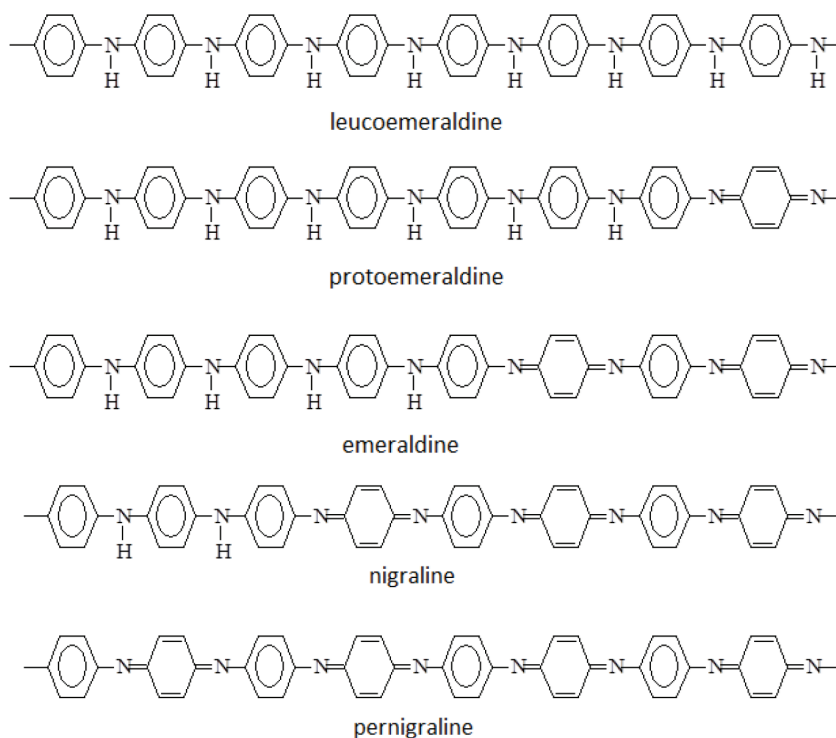 N N N N N N N N
H H H H H H H H
leucoemeraldine
N N N N N N N N
H H H H H H
protoemeraldine
N N N N N N N N
H H H H
emeraldine
N N N N N N N N
H H
nigraline
N N N N N N N N
pernigraline